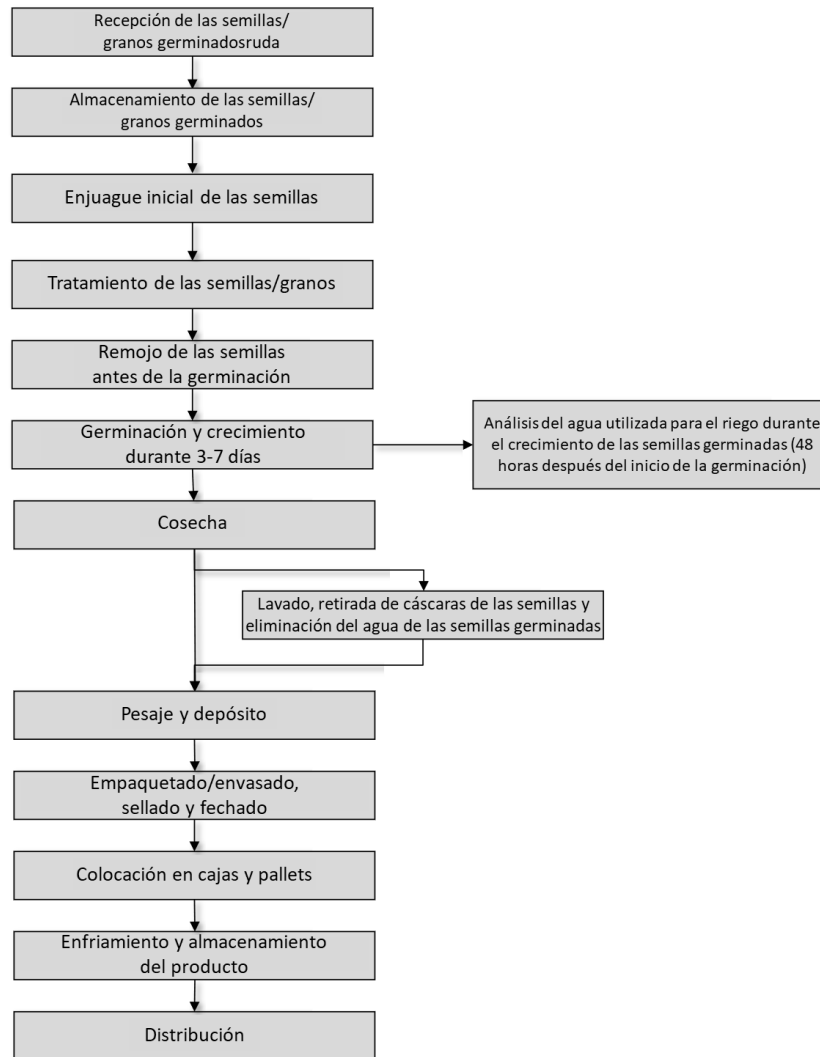 Recepción de las semillas/
granos germinadosruda
Almacenamiento de las semillas/
granos germinados
Enjuague inicial de las semillas
Tratamiento de las semillas/granos
Remojo de las semillas
antes de la germinación
Germinación y crecimiento
durante 3-7 días
Análisis del agua utilizada para el riego durante
el crecimiento de las semillas germinadas (48
horas después del inicio de la germinación)
Cosecha
Lavado, retirada de cáscaras de las semillas y
eliminación del agua de las semillas germinadas
Pesaje y depósito
Empaquetado/envasado,
sellado y fechado
Colocación en cajas y pallets
Enfriamiento y almacenamiento
del producto
Distribución